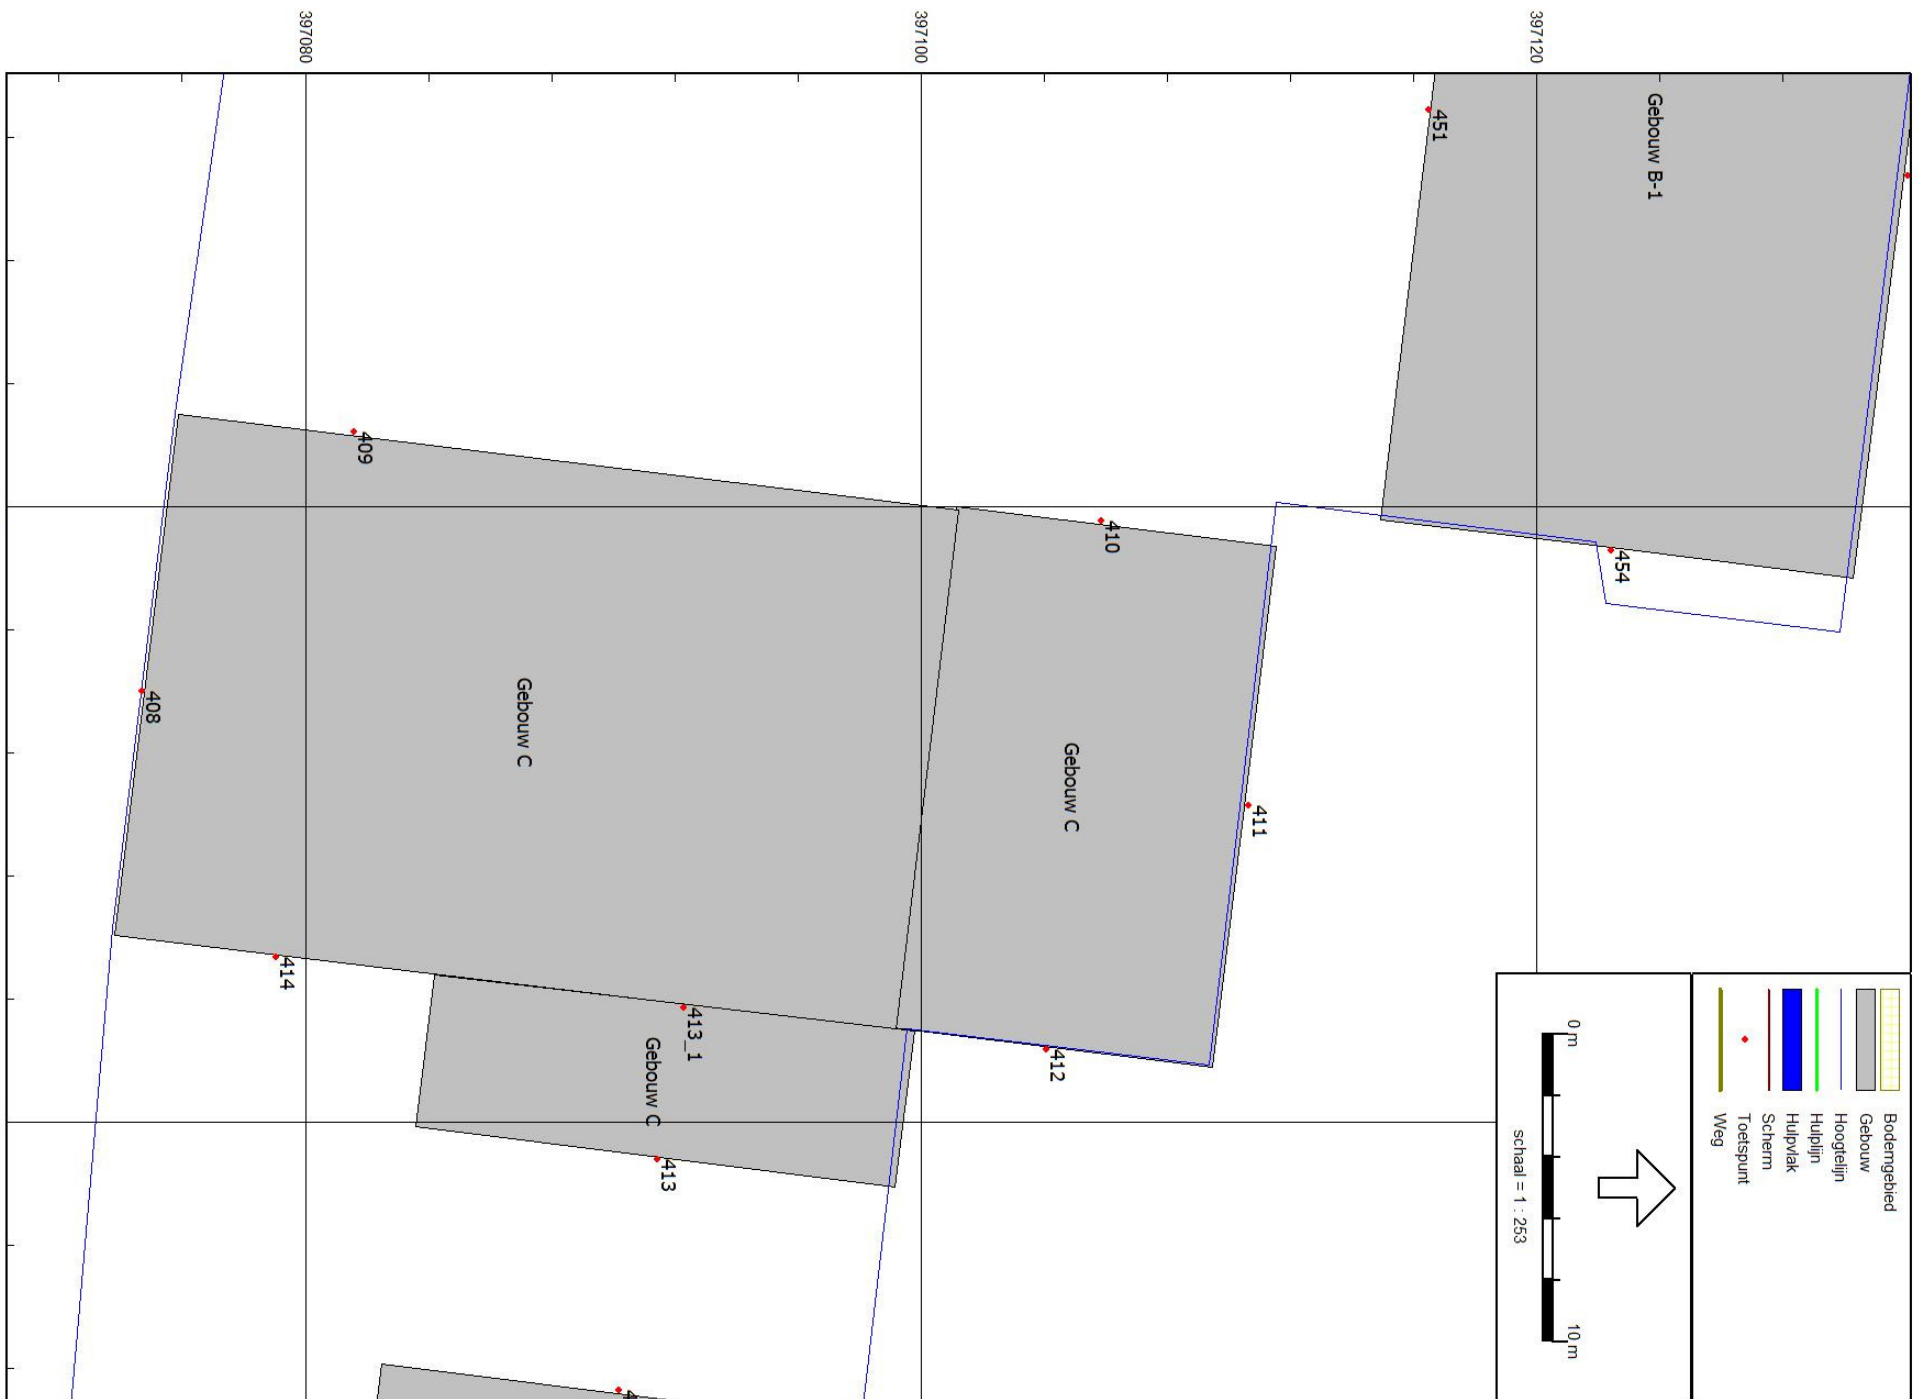 397080
397100
397120
Gebouw B-1
451
454
409
410
411
408
Gebouw C
Gebouw C
414
413_1
412
Gebouw C
413
Bodemgebied
Gebouw
Hoogtelijn
Hulplijn
Hulpvlak
Scherm
Toetspunt
Weg
0 m
10 m
schaal = 1 : 253